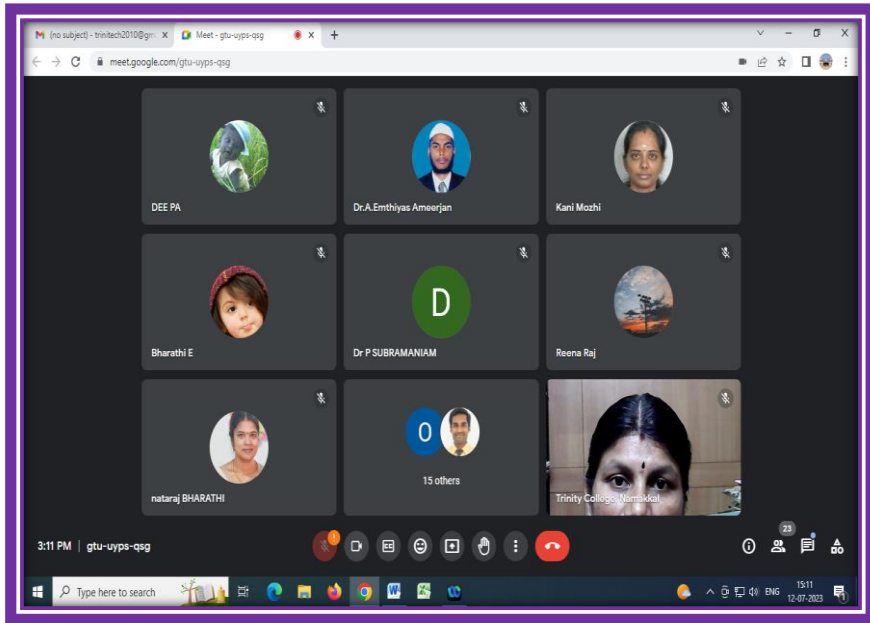 (no subject) - trinitech2010@gm
Meet - gtu-uyps-qsg
meet.google.com/gtu-uyps-qsg
DEE PA
Dr.A.Emthiyas Ameerjan
Kani Mozhi
Bharathi E
D
Dr P SUBRAMANIAM
Reena Raj
nataraj BHARATHI
O
15 others
Trinity College, Namakkal
3:11 PM | gtu-uyps-qsg
23
Type here to search
ENG
15:11
12-07-2023